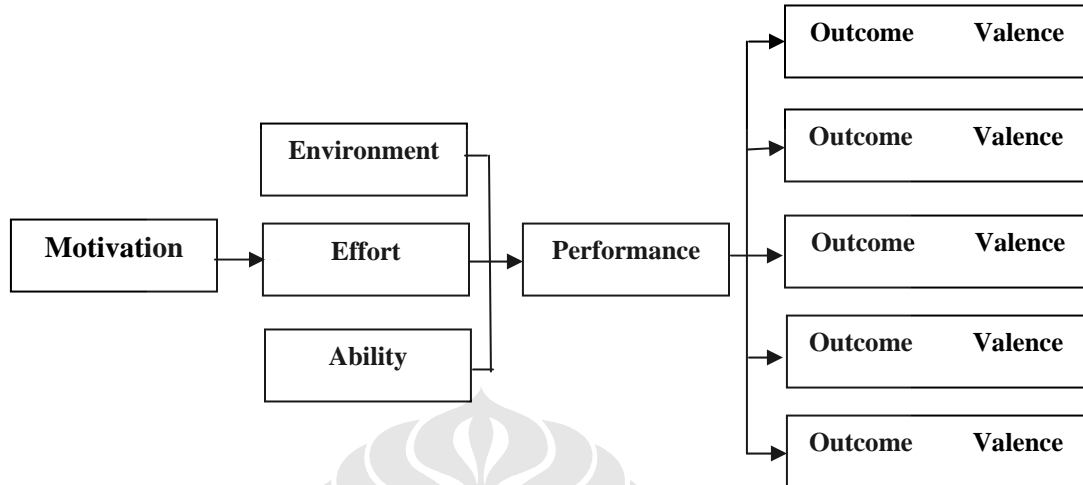 Outcome Valence
Environment
Outcome Valence
Motivation
Effort
Performance
Outcome Valence
Ability
Outcome Valence
Outcome Valence